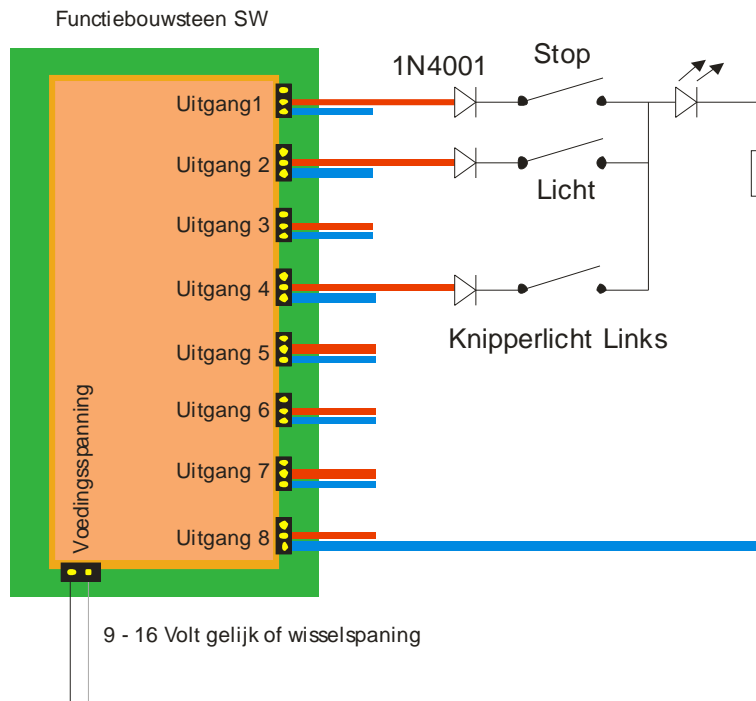 Functiebouwsteen SW
1N4001
Stop
Uitgang1
Uitgang 2
Licht
Uitgang 3
Uitgang 4
Knipperlicht Links
Uitgang 5
Uitgang 6
Uitgang 7
Uitgang 8
Voedingsspanning
9 - 16 Volt gelijk of wisselspaning